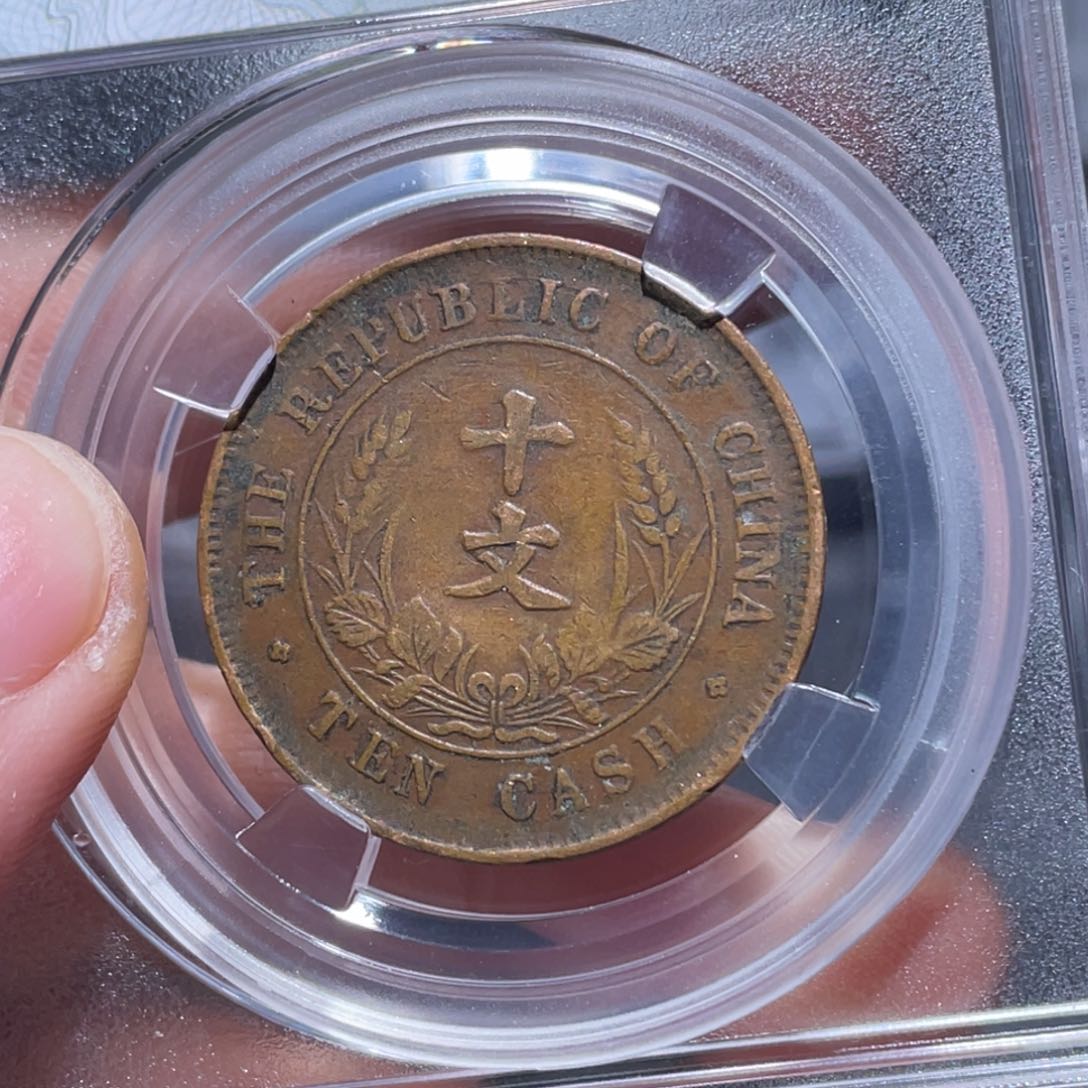 THE REPUBLIC OF CHINA
十
文
TEN CASH